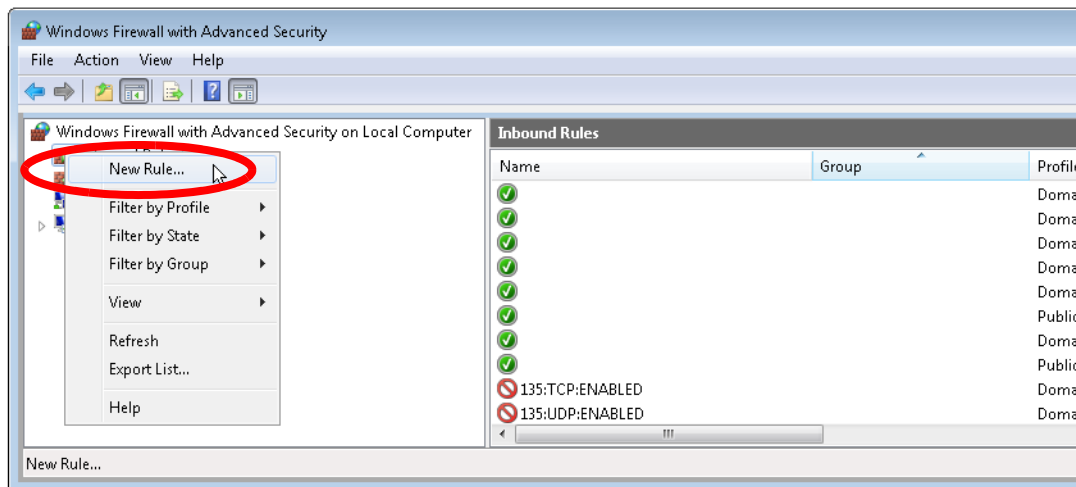 Windows Firewall with Advanced Security
File Action View Help
Windows Firewall with Advanced Security on Local Computer
New Rule...
Filter by Profile
Filter by State
Filter by Group
View
Refresh
Export List...
Help
Inbound Rules
Name Group Profile
Doma
Doma
Doma
Doma
Doma
Public
Doma
Public
135:TCP:ENABLED Doma
135:UDP:ENABLED Doma
New Rule...